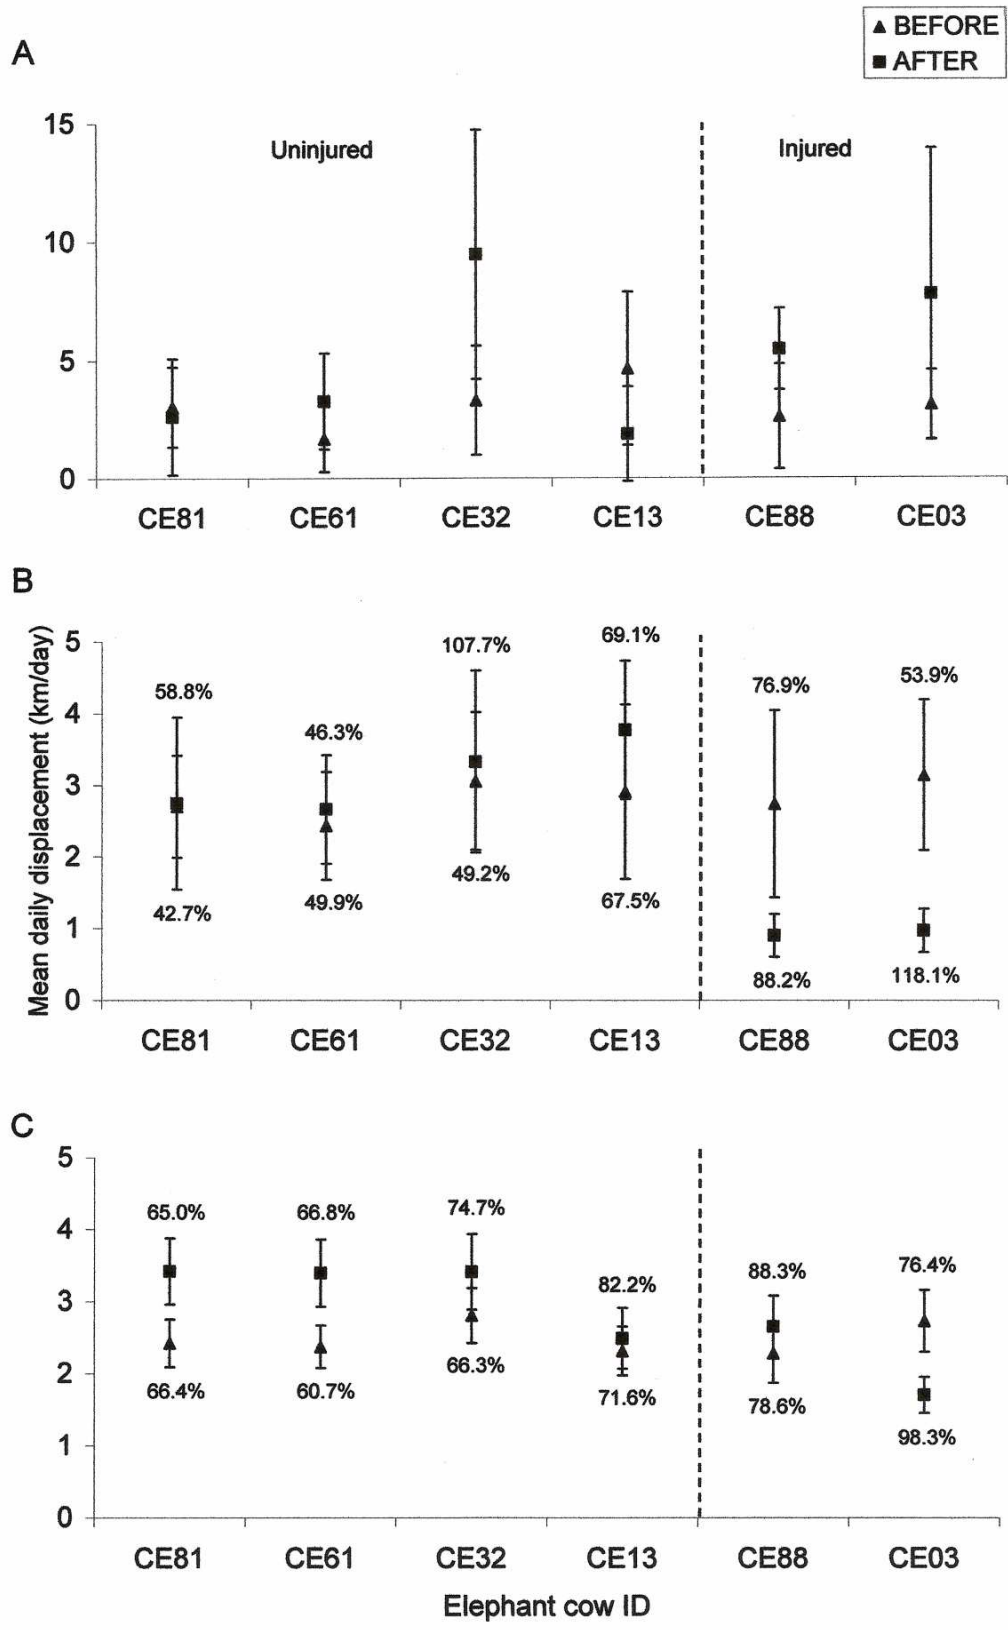 ▲ BEFORE
■ AFTER
A
15
Uninjured
Injured
10
5
0
CE81 CE61 CE32 CE13 CE88 CE03
B
Mean daily displacement (km/day)
5
107.7% 69.1%
58.8% 76.9% 53.9%
4
46.3%
3
2
49.2%
42.7% 49.9% 67.5%
1
88.2% 118.1%
0
CE81 CE61 CE32 CE13 CE88 CE03
C
5
65.0% 66.8% 74.7%
4
82.2% 88.3% 76.4%
3
2
66.4% 60.7% 66.3% 71.6% 78.6%
98.3%
1
0
CE81 CE61 CE32 CE13 CE88 CE03
Elephant cow ID